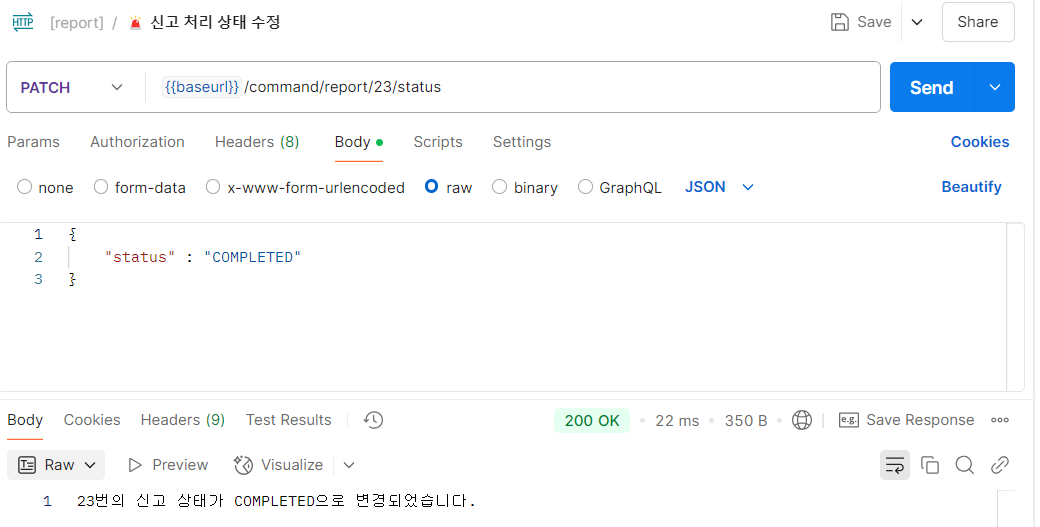 HTTP [report] / 신고 처리 상태 수정 Save Share
PATCH {{baseurl}}/command/report/23/status Send
Params Authorization Headers (8) Body Scripts Settings Cookies
none form-data x-www-form-urlencoded raw binary GraphQL JSON Beautify
1 {
2 "status" : "COMPLETED"
3 }
Body Cookies Headers (9) Test Results 200 OK 22 ms 350 B e.g. Save Response
Raw Preview Visualize
1 23번의 신고 상태가 COMPLETED으로 변경되었습니다.